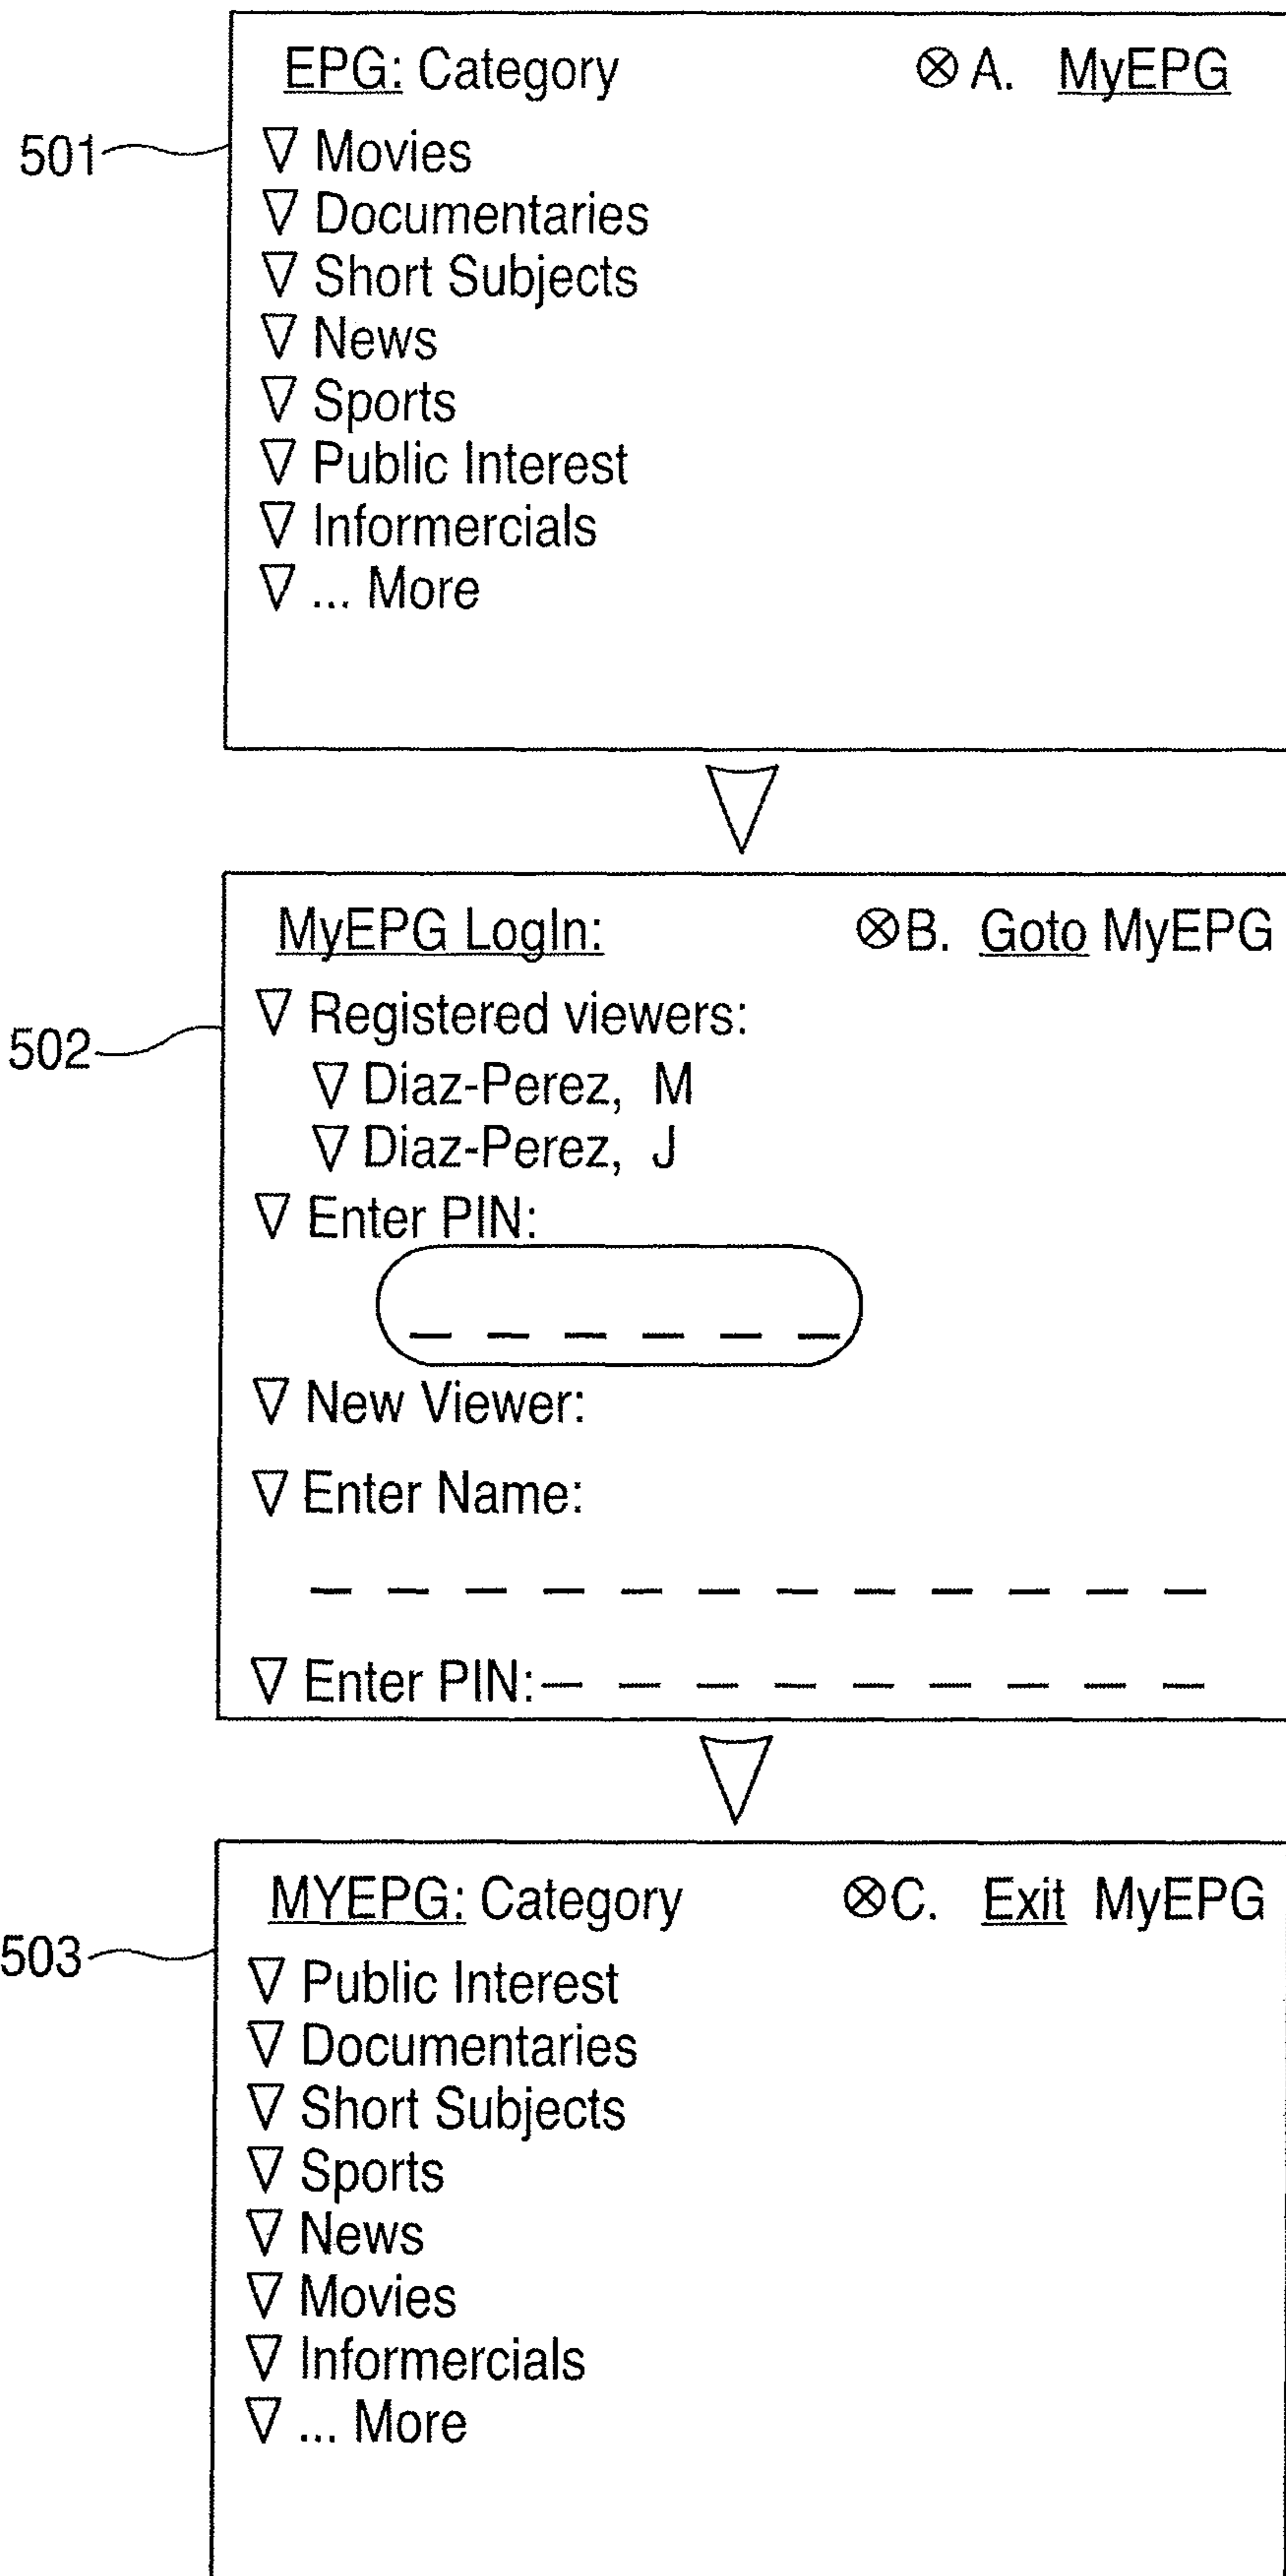 EPG: Category ⊗ A. MyEPG
501
▽ Movies
▽ Documentaries
▽ Short Subjects
▽ News
▽ Sports
▽ Public Interest
▽ Informercials
▽ ... More
MyEPG LogIn: ⊗B. Goto MyEPG
502
▽ Registered viewers:
▽ Diaz-Perez, M
▽ Diaz-Perez, J
▽ Enter PIN:
_ _ _ _ _ _
▽ New Viewer:
▽ Enter Name:
_ _ _ _ _ _ _ _ _ _ _ _
▽ Enter PIN:_ _ _ _ _ _ _ _ _
MYEPG: Category ⊗C. Exit MyEPG
503
▽ Public Interest
▽ Documentaries
▽ Short Subjects
▽ Sports
▽ News
▽ Movies
▽ Informercials
▽ ... More